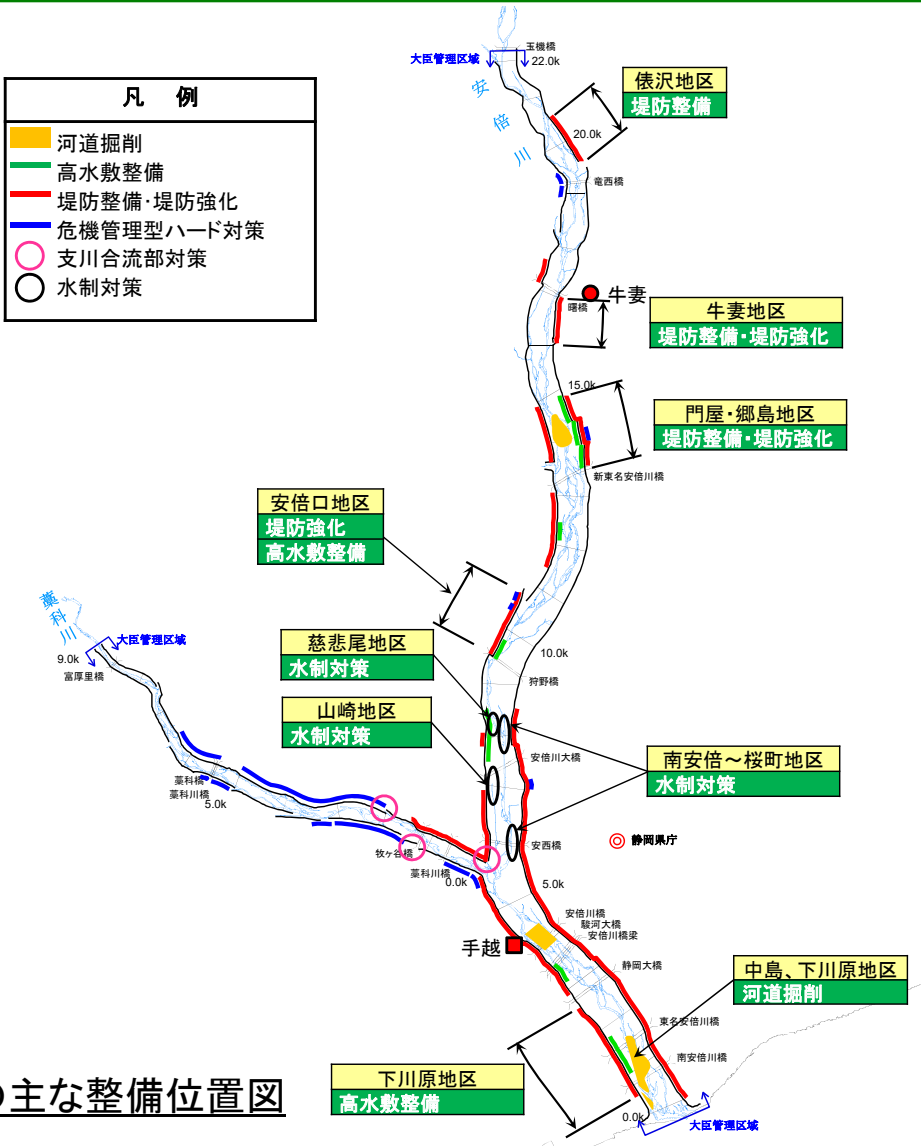 凡 例
河道掘削
高水敷整備
堤防整備・堤防強化
危機管理型ハード対策
支川合流部対策
水制対策
玉機橋
大臣管理区域
22.0k
安倍川
俵沢地区
堤防整備
20.0k
竜西橋
牛妻
曙橋
牛妻地区
堤防整備・堤防強化
15.0k
門屋・郷島地区
堤防整備・堤防強化
新東名安倍川橋
安倍口地区
堤防強化
高水敷整備
藁科川
大臣管理区域
9.0k
富厚里橋
慈悲尾地区
水制対策
10.0k
狩野橋
山崎地区
水制対策
安倍川大橋
南安倍～桜町地区
水制対策
藁科橋
藁科川橋
5.0k
牧ヶ谷橋
藁科川橋
0.0k
安西橋
静岡県庁
5.0k
安倍川橋
駿河大橋
安倍川橋梁
手越
静岡大橋
中島、下川原地区
河道掘削
東名安倍川橋
南安倍川橋
下川原地区
高水敷整備
0.0k
大臣管理区域
主な整備位置図